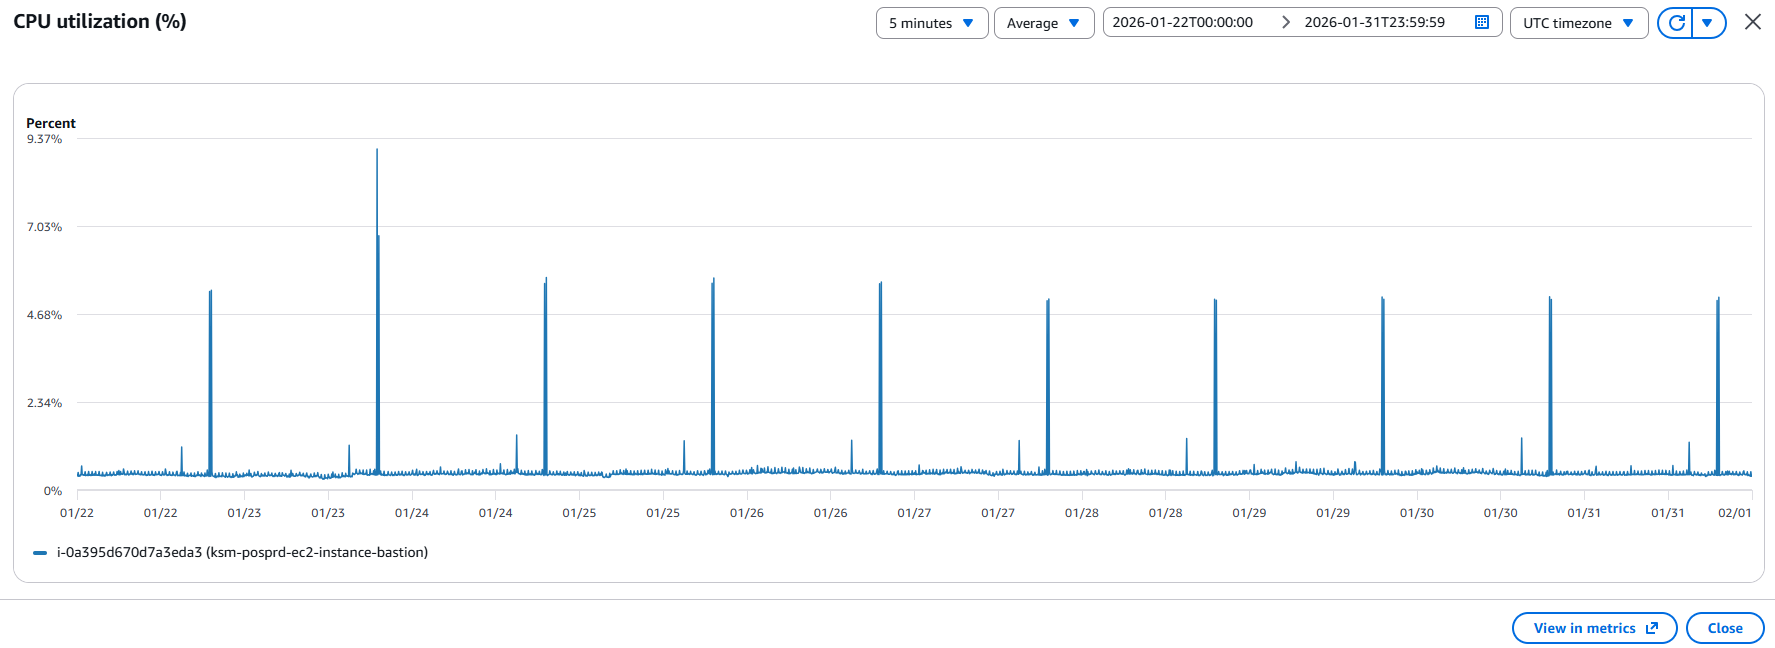 CPU utilization (%)
5 minutes
Average
2026-01-22T00:00:00
2026-01-31T23:59:59
UTC timezone
Percent
9.37%
7.03%
4.68%
2.34%
0%
01/22 01/22 01/23 01/23 01/24 01/24 01/25 01/25 01/26 01/26 01/27 01/27 01/28 01/28 01/29 01/29 01/30 01/30 01/31 01/31 02/01
i-0a395d670d7a3eda3 (ksm-posprd-ec2-instance-bastion)
View in metrics
Close